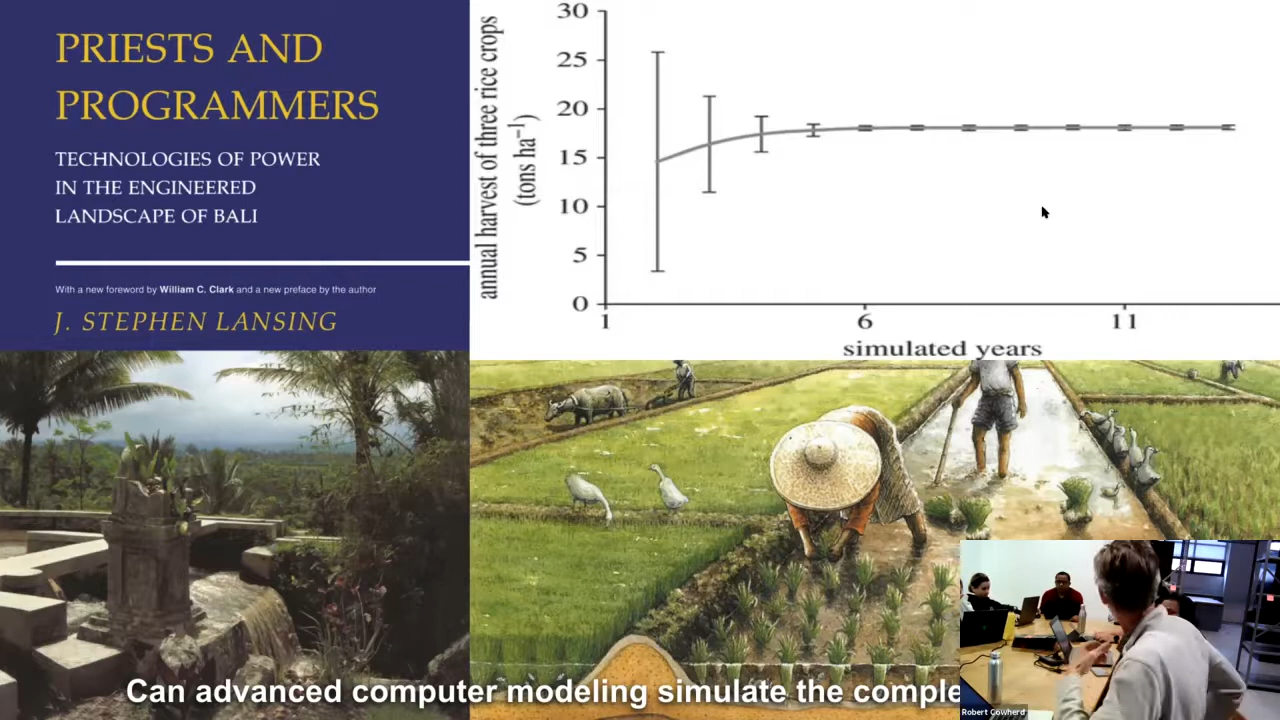 PRIESTS AND
PROGRAMMERS
TECHNOLOGIES OF POWER
IN THE ENGINEERED
LANDSCAPE OF BALI
With a new foreword by William C. Clark and a new preface by the author
J. STEPHEN LANSING
annual harvest of three rice crops
(tons ha⁻¹)
30
25
20
15
10
5
0
1
6
11
simulated years
Can advanced computer modeling simulate the comple
Robert Cowherd